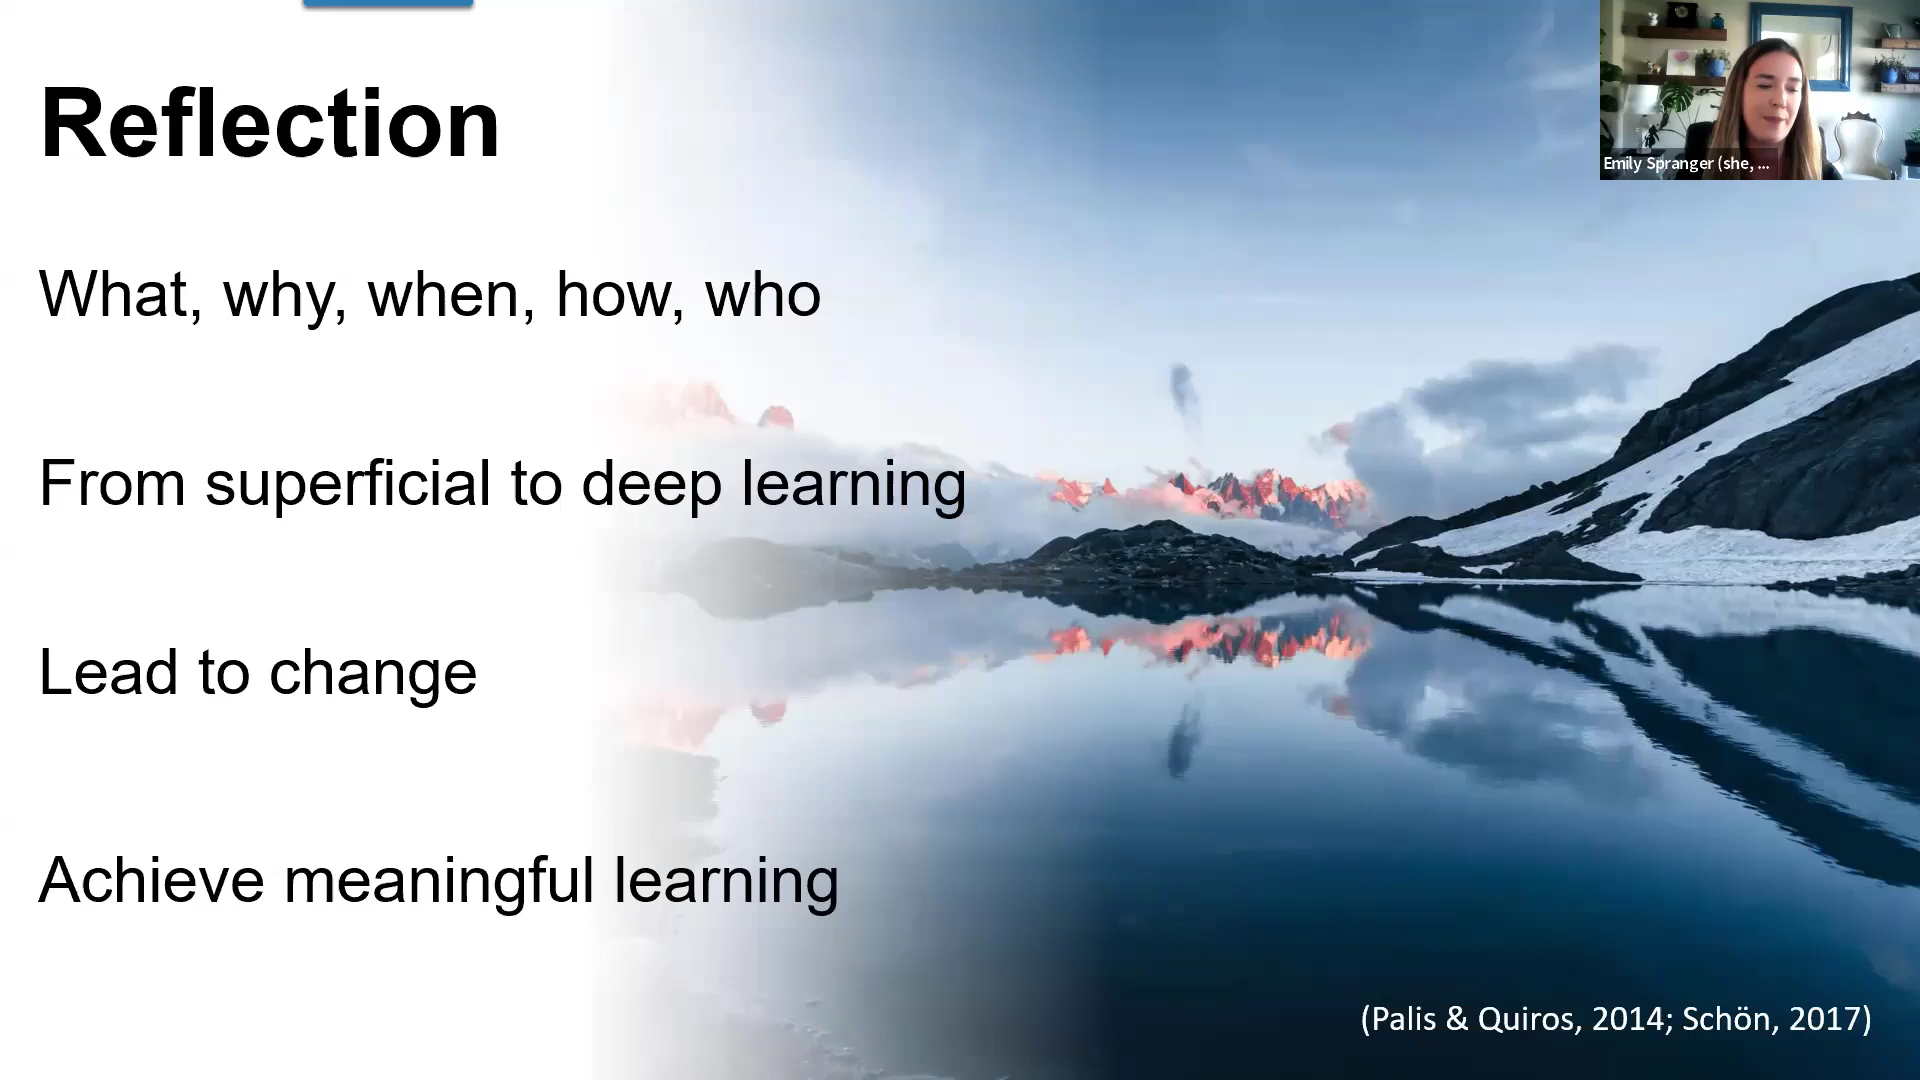 Reflection
Emily Spranger (she, ...
What, why, when, how, who
From superficial to deep learning
Lead to change
Achieve meaningful learning
(Palis & Quiros, 2014; Schön, 2017)